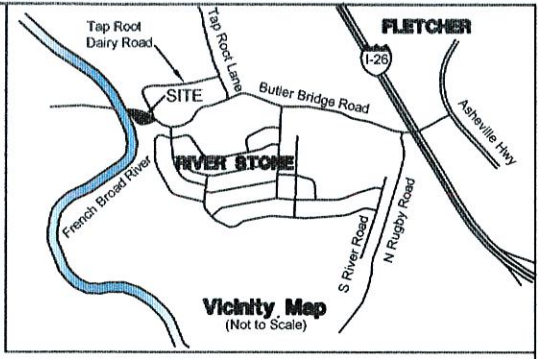 FLETCHER
Tap Root
Dairy Road
Tap Root Lane
I-26
SITE
Butler Bridge Road
Asheville Hwy
RIVER STONE
French Broad River
S River Road
N Rugby Road
Vicinity Map
(Not to Scale)